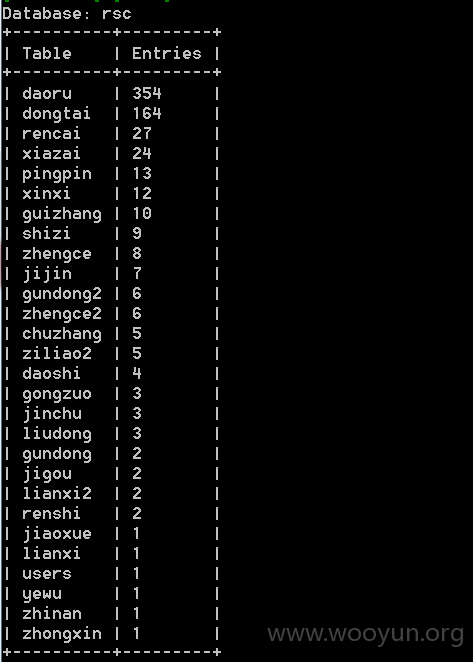 Database: rsc
+----------+---------+
| Table    | Entries |
+----------+---------+
| daoru    | 354     |
| dongtai  | 164     |
| rencai   | 27      |
| xiazai   | 24      |
| pingpin  | 13      |
| xinxi    | 12      |
| guizhang | 10      |
| shizi    | 9       |
| zhengce  | 8       |
| jijin    | 7       |
| gundong2 | 6       |
| zhengce2 | 6       |
| chuzhang | 5       |
| ziliao2  | 5       |
| daoshi   | 4       |
| gongzuo  | 3       |
| jinchu   | 3       |
| liudong  | 3       |
| gundong  | 2       |
| jigou    | 2       |
| lianxi2  | 2       |
| renshi   | 2       |
| jiaoxue  | 1       |
| lianxi   | 1       |
| users    | 1       |
| yewu     | 1       |
| zhinan   | 1       |
| zhongxin | 1       |
+----------+---------+
www.wooyun.org